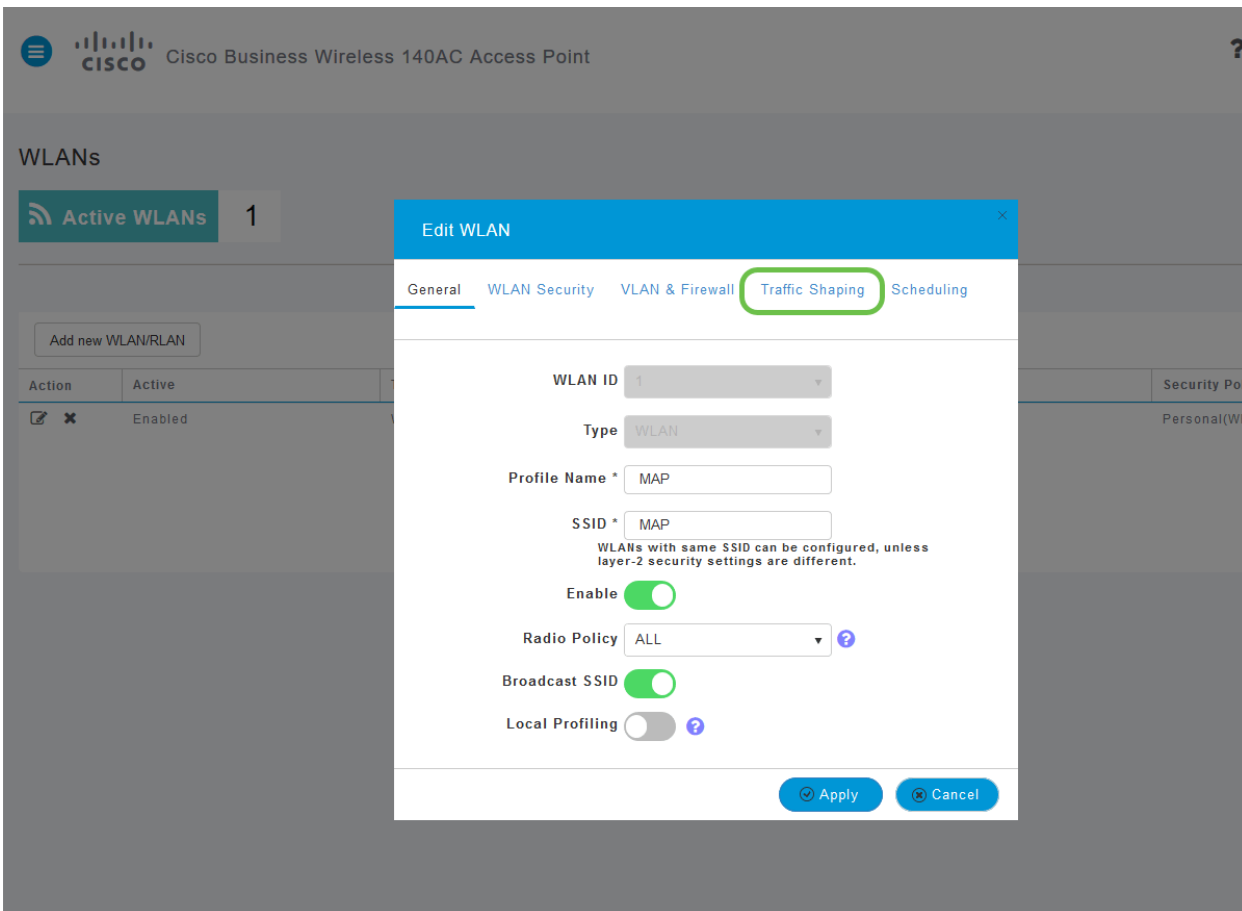 CISCO Cisco Business Wireless 140AC Access Point ?
WLANs
Active WLANs 1
Edit WLAN ×
General WLAN Security VLAN & Firewall Traffic Shaping Scheduling
Add new WLAN/RLAN
Action Active Security Po
Enabled Personal(W
WLAN ID 1
Type WLAN
Profile Name * MAP
SSID * MAP
WLANs with same SSID can be configured, unless
layer-2 security settings are different.
Enable
Radio Policy ALL ?
Broadcast SSID
Local Profiling ?
Apply Cancel